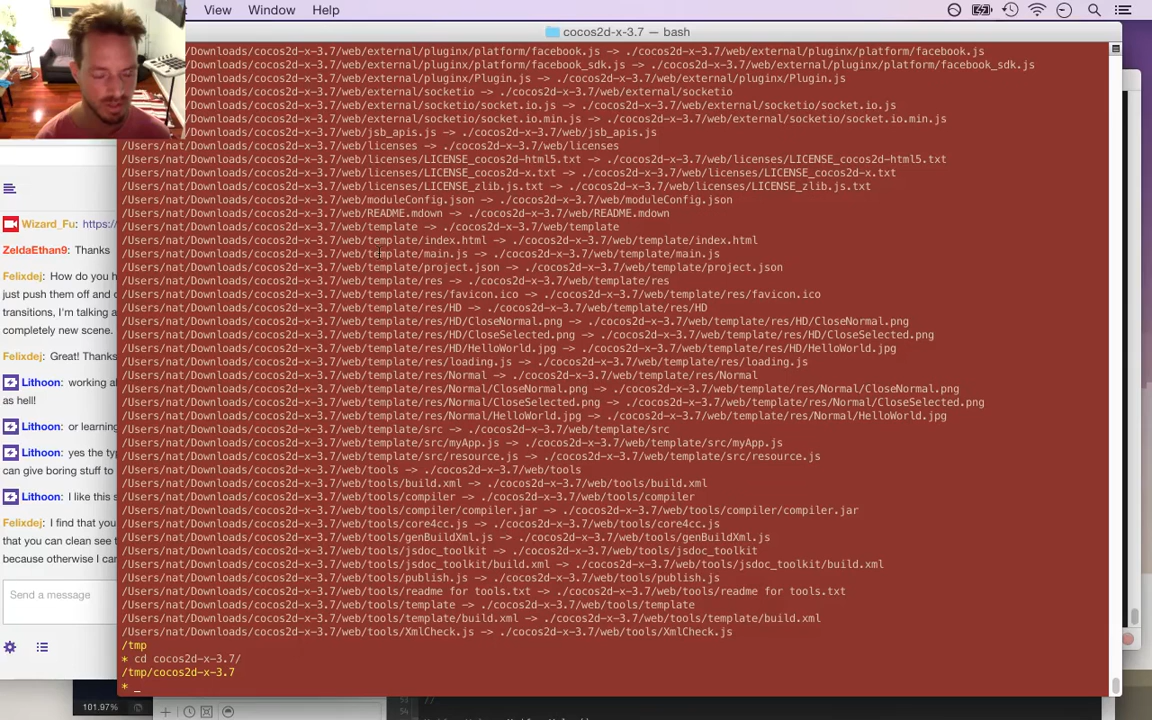 View Window Help
cocos2d-x-3.7 — bash
/Downloads/cocos2d-x-3.7/web/external/pluginx/platform/facebook.js -> ./cocos2d-x-3.7/web/external/pluginx/platform/facebook.js
/Downloads/cocos2d-x-3.7/web/external/pluginx/platform/facebook_sdk.js -> ./cocos2d-x-3.7/web/external/pluginx/platform/facebook_sdk.js
/Downloads/cocos2d-x-3.7/web/external/pluginx/Plugin.js -> ./cocos2d-x-3.7/web/external/pluginx/Plugin.js
/Downloads/cocos2d-x-3.7/web/external/socketio -> ./cocos2d-x-3.7/web/external/socketio
/Downloads/cocos2d-x-3.7/web/external/socketio/socket.io.js -> ./cocos2d-x-3.7/web/external/socketio/socket.io.js
/Downloads/cocos2d-x-3.7/web/external/socketio/socket.io.min.js -> ./cocos2d-x-3.7/web/external/socketio/socket.io.min.js
/Downloads/cocos2d-x-3.7/web/jsb_apis.js -> ./cocos2d-x-3.7/web/jsb_apis.js
/Users/nat/Downloads/cocos2d-x-3.7/web/licenses -> ./cocos2d-x-3.7/web/licenses
/Users/nat/Downloads/cocos2d-x-3.7/web/licenses/LICENSE_cocos2d-html5.txt -> ./cocos2d-x-3.7/web/licenses/LICENSE_cocos2d-html5.txt
/Users/nat/Downloads/cocos2d-x-3.7/web/licenses/LICENSE_cocos2d-x.txt -> ./cocos2d-x-3.7/web/licenses/LICENSE_cocos2d-x.txt
/Users/nat/Downloads/cocos2d-x-3.7/web/licenses/LICENSE_zlib.js.txt -> ./cocos2d-x-3.7/web/licenses/LICENSE_zlib.js.txt
/Users/nat/Downloads/cocos2d-x-3.7/web/moduleConfig.json -> ./cocos2d-x-3.7/web/moduleConfig.json
/Users/nat/Downloads/cocos2d-x-3.7/web/README.mdown -> ./cocos2d-x-3.7/web/README.mdown
/Users/nat/Downloads/cocos2d-x-3.7/web/template -> ./cocos2d-x-3.7/web/template
/Users/nat/Downloads/cocos2d-x-3.7/web/template/index.html -> ./cocos2d-x-3.7/web/template/index.html
/Users/nat/Downloads/cocos2d-x-3.7/web/template/main.js -> ./cocos2d-x-3.7/web/template/main.js
/Users/nat/Downloads/cocos2d-x-3.7/web/template/project.json -> ./cocos2d-x-3.7/web/template/project.json
/Users/nat/Downloads/cocos2d-x-3.7/web/template/res -> ./cocos2d-x-3.7/web/template/res
/Users/nat/Downloads/cocos2d-x-3.7/web/template/res/favicon.ico -> ./cocos2d-x-3.7/web/template/res/favicon.ico
/Users/nat/Downloads/cocos2d-x-3.7/web/template/res/HD -> ./cocos2d-x-3.7/web/template/res/HD
/Users/nat/Downloads/cocos2d-x-3.7/web/template/res/HD/CloseNormal.png -> ./cocos2d-x-3.7/web/template/res/HD/CloseNormal.png
/Users/nat/Downloads/cocos2d-x-3.7/web/template/res/HD/CloseSelected.png -> ./cocos2d-x-3.7/web/template/res/HD/CloseSelected.png
/Users/nat/Downloads/cocos2d-x-3.7/web/template/res/HD/HelloWorld.jpg -> ./cocos2d-x-3.7/web/template/res/HD/HelloWorld.jpg
/Users/nat/Downloads/cocos2d-x-3.7/web/template/res/loading.js -> ./cocos2d-x-3.7/web/template/res/loading.js
/Users/nat/Downloads/cocos2d-x-3.7/web/template/res/Normal -> ./cocos2d-x-3.7/web/template/res/Normal
/Users/nat/Downloads/cocos2d-x-3.7/web/template/res/Normal/CloseNormal.png -> ./cocos2d-x-3.7/web/template/res/Normal/CloseNormal.png
/Users/nat/Downloads/cocos2d-x-3.7/web/template/res/Normal/CloseSelected.png -> ./cocos2d-x-3.7/web/template/res/Normal/CloseSelected.png
/Users/nat/Downloads/cocos2d-x-3.7/web/template/res/Normal/HelloWorld.jpg -> ./cocos2d-x-3.7/web/template/res/Normal/HelloWorld.jpg
/Users/nat/Downloads/cocos2d-x-3.7/web/template/src -> ./cocos2d-x-3.7/web/template/src
/Users/nat/Downloads/cocos2d-x-3.7/web/template/src/myApp.js -> ./cocos2d-x-3.7/web/template/src/myApp.js
/Users/nat/Downloads/cocos2d-x-3.7/web/template/src/resource.js -> ./cocos2d-x-3.7/web/template/src/resource.js
/Users/nat/Downloads/cocos2d-x-3.7/web/tools -> ./cocos2d-x-3.7/web/tools
/Users/nat/Downloads/cocos2d-x-3.7/web/tools/build.xml -> ./cocos2d-x-3.7/web/tools/build.xml
/Users/nat/Downloads/cocos2d-x-3.7/web/tools/compiler -> ./cocos2d-x-3.7/web/tools/compiler
/Users/nat/Downloads/cocos2d-x-3.7/web/tools/compiler/compiler.jar -> ./cocos2d-x-3.7/web/tools/compiler/compiler.jar
/Users/nat/Downloads/cocos2d-x-3.7/web/tools/core4cc.js -> ./cocos2d-x-3.7/web/tools/core4cc.js
/Users/nat/Downloads/cocos2d-x-3.7/web/tools/genBuildXml.js -> ./cocos2d-x-3.7/web/tools/genBuildXml.js
/Users/nat/Downloads/cocos2d-x-3.7/web/tools/jsdoc_toolkit -> ./cocos2d-x-3.7/web/tools/jsdoc_toolkit
/Users/nat/Downloads/cocos2d-x-3.7/web/tools/jsdoc_toolkit/build.xml -> ./cocos2d-x-3.7/web/tools/jsdoc_toolkit/build.xml
/Users/nat/Downloads/cocos2d-x-3.7/web/tools/publish.js -> ./cocos2d-x-3.7/web/tools/publish.js
/Users/nat/Downloads/cocos2d-x-3.7/web/tools/readme for tools.txt -> ./cocos2d-x-3.7/web/tools/readme for tools.txt
/Users/nat/Downloads/cocos2d-x-3.7/web/tools/template -> ./cocos2d-x-3.7/web/tools/template
/Users/nat/Downloads/cocos2d-x-3.7/web/tools/template/build.xml -> ./cocos2d-x-3.7/web/tools/template/build.xml
/Users/nat/Downloads/cocos2d-x-3.7/web/tools/XmlCheck.js -> ./cocos2d-x-3.7/web/tools/XmlCheck.js
/tmp
* cd cocos2d-x-3.7/
/tmp/cocos2d-x-3.7
* _
Wizard_Fu: https:/
ZeldaEthan9: Thanks
Felixdej: How do you h
just push them off and
transitions, I'm talking a
completely new scene.
Felixdej: Great! Thanks
Lithoon: working a
as hell!
Lithoon: or learning
Lithoon: yes the ty
can give boring stuff to
Lithoon: I like this s
Felixdej: I find that you
that you can clean see t
because otherwise I can
Send a message
101.97%
54 //